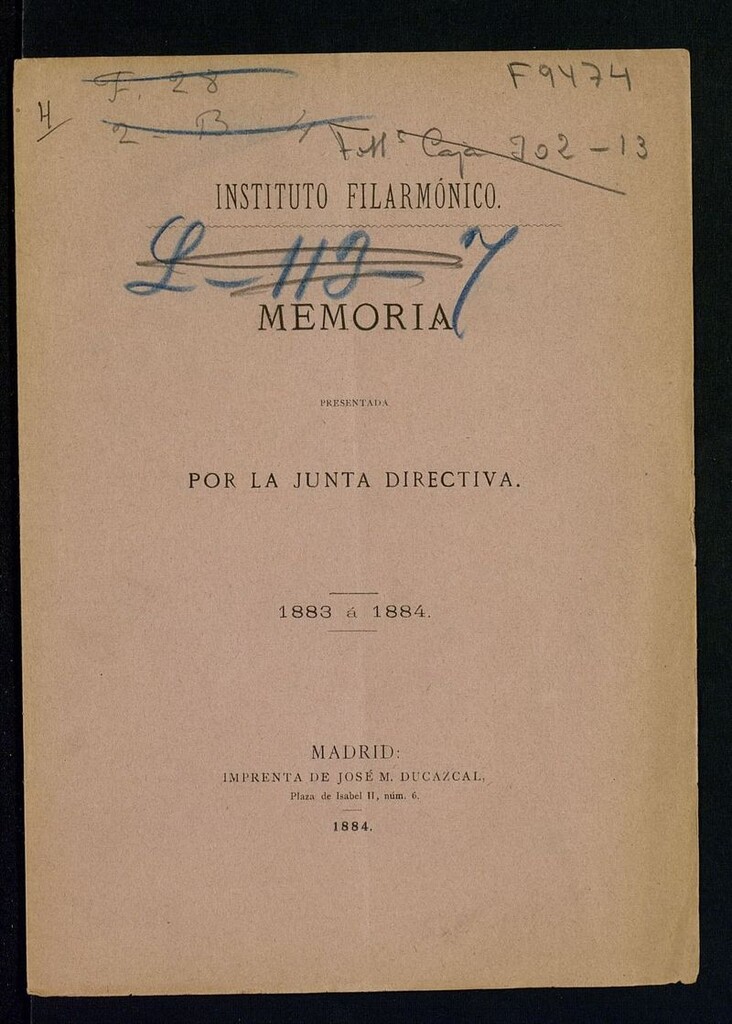 F. 28
F9474
H
2 - B
Caja 702 - 13
INSTITUTO FILARMÓNICO.
L - 112 7
MEMORIA
PRESENTADA
POR LA JUNTA DIRECTIVA.
1883 á 1884.
MADRID:
IMPRENTA DE JOSÉ M. DUCAZCAL,
Plaza de Isabel II, núm. 6.
1884.